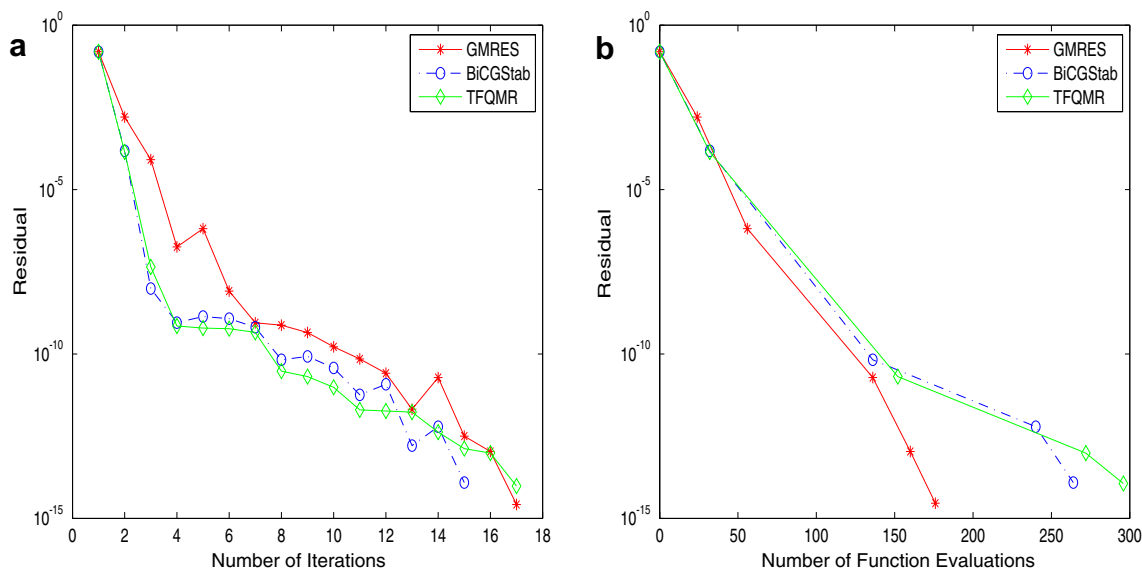 a
10^0
10^-5
10^-10
10^-15
Residual
0 2 4 6 8 10 12 14 16 18
Number of Iterations
GMRES
BiCGStab
TFQMR
b
10^0
10^-5
10^-10
10^-15
Residual
0 50 100 150 200 250 300
Number of Function Evaluations
GMRES
BiCGStab
TFQMR